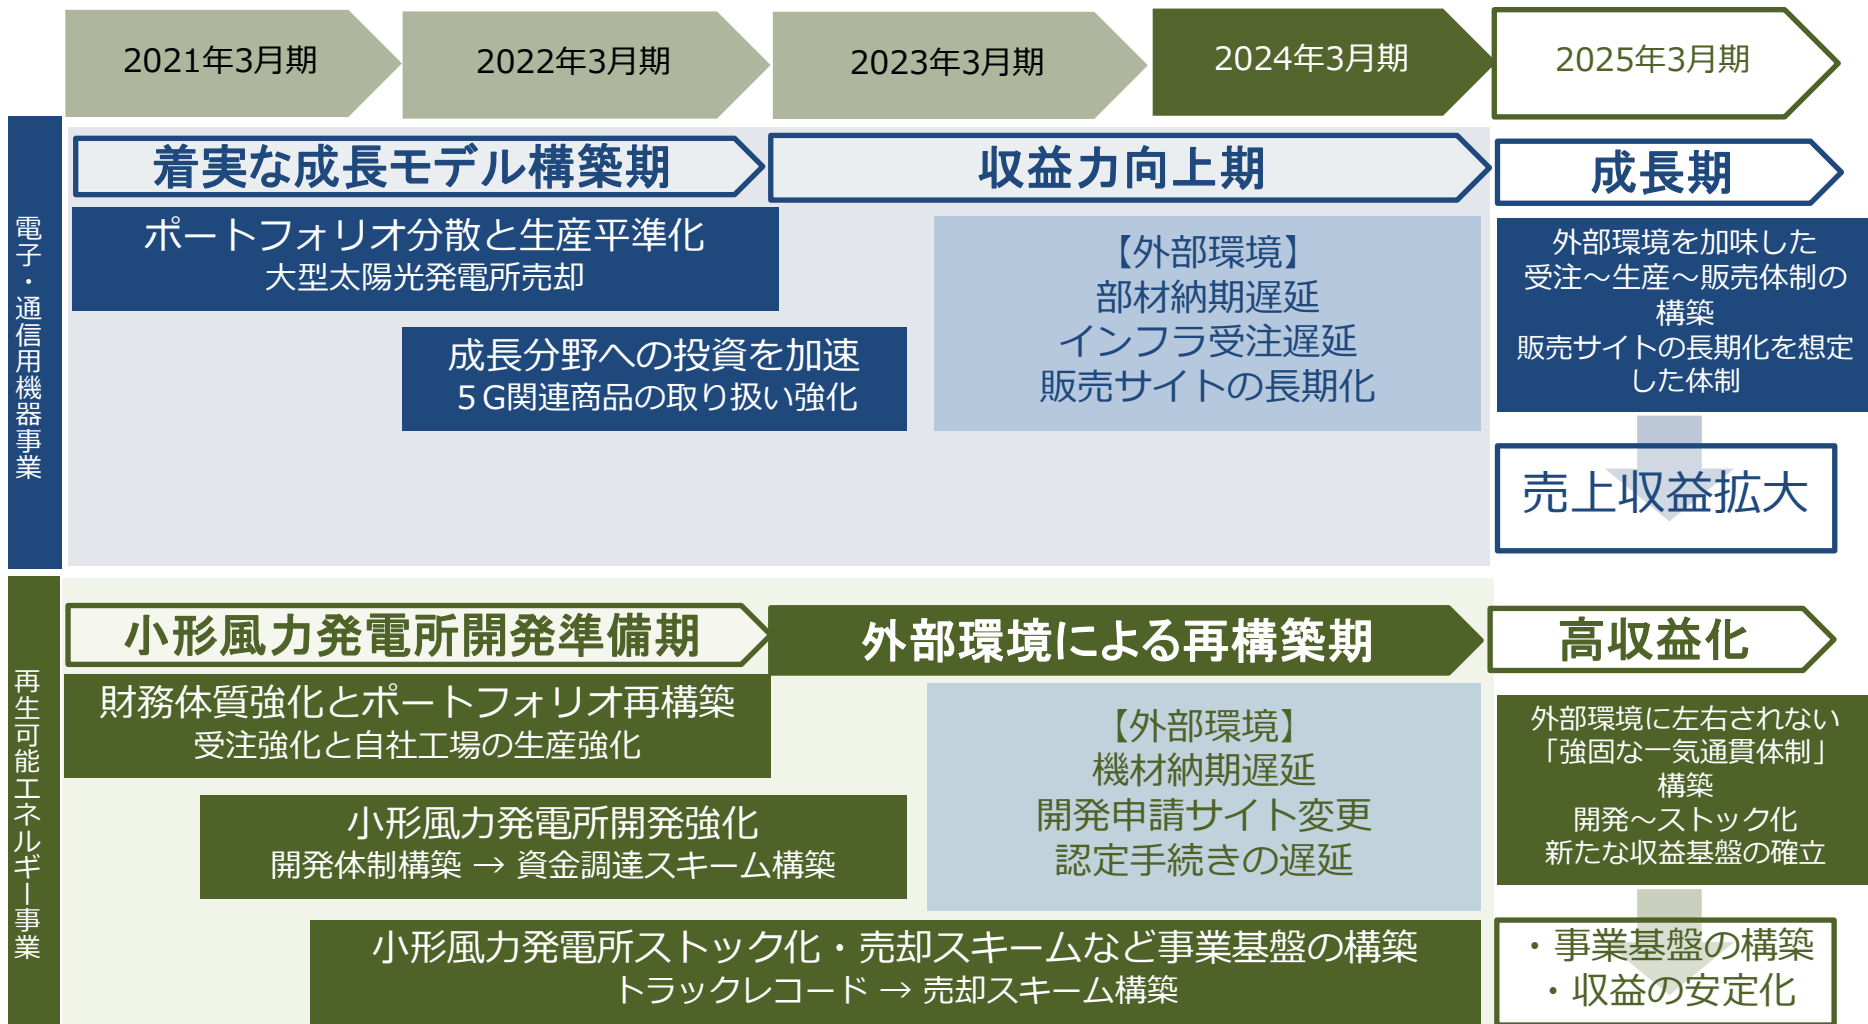 2021年3月期
2022年3月期
2023年3月期
2024年3月期
2025年3月期
電子・通信用機器事業
着実な成長モデル構築期
収益力向上期
成長期
ポートフォリオ分散と生産平準化
大型太陽光発電所売却
成長分野への投資を加速
５G関連商品の取り扱い強化
【外部環境】
部材納期遅延
インフラ受注遅延
販売サイトの長期化
外部環境を加味した
受注～生産～販売体制の
構築
販売サイトの長期化を想定
した体制
売上収益拡大
再生可能エネルギー事業
小形風力発電所開発準備期
外部環境による再構築期
高収益化
財務体質強化とポートフォリオ再構築
受注強化と自社工場の生産強化
小形風力発電所開発強化
開発体制構築 → 資金調達スキーム構築
【外部環境】
機材納期遅延
開発申請サイト変更
認定手続きの遅延
小形風力発電所ストック化・売却スキームなど事業基盤の構築
トラックレコード → 売却スキーム構築
外部環境に左右されない
「強固な一気通貫体制」
構築
開発～ストック化
新たな収益基盤の確立
・事業基盤の構築
・収益の安定化